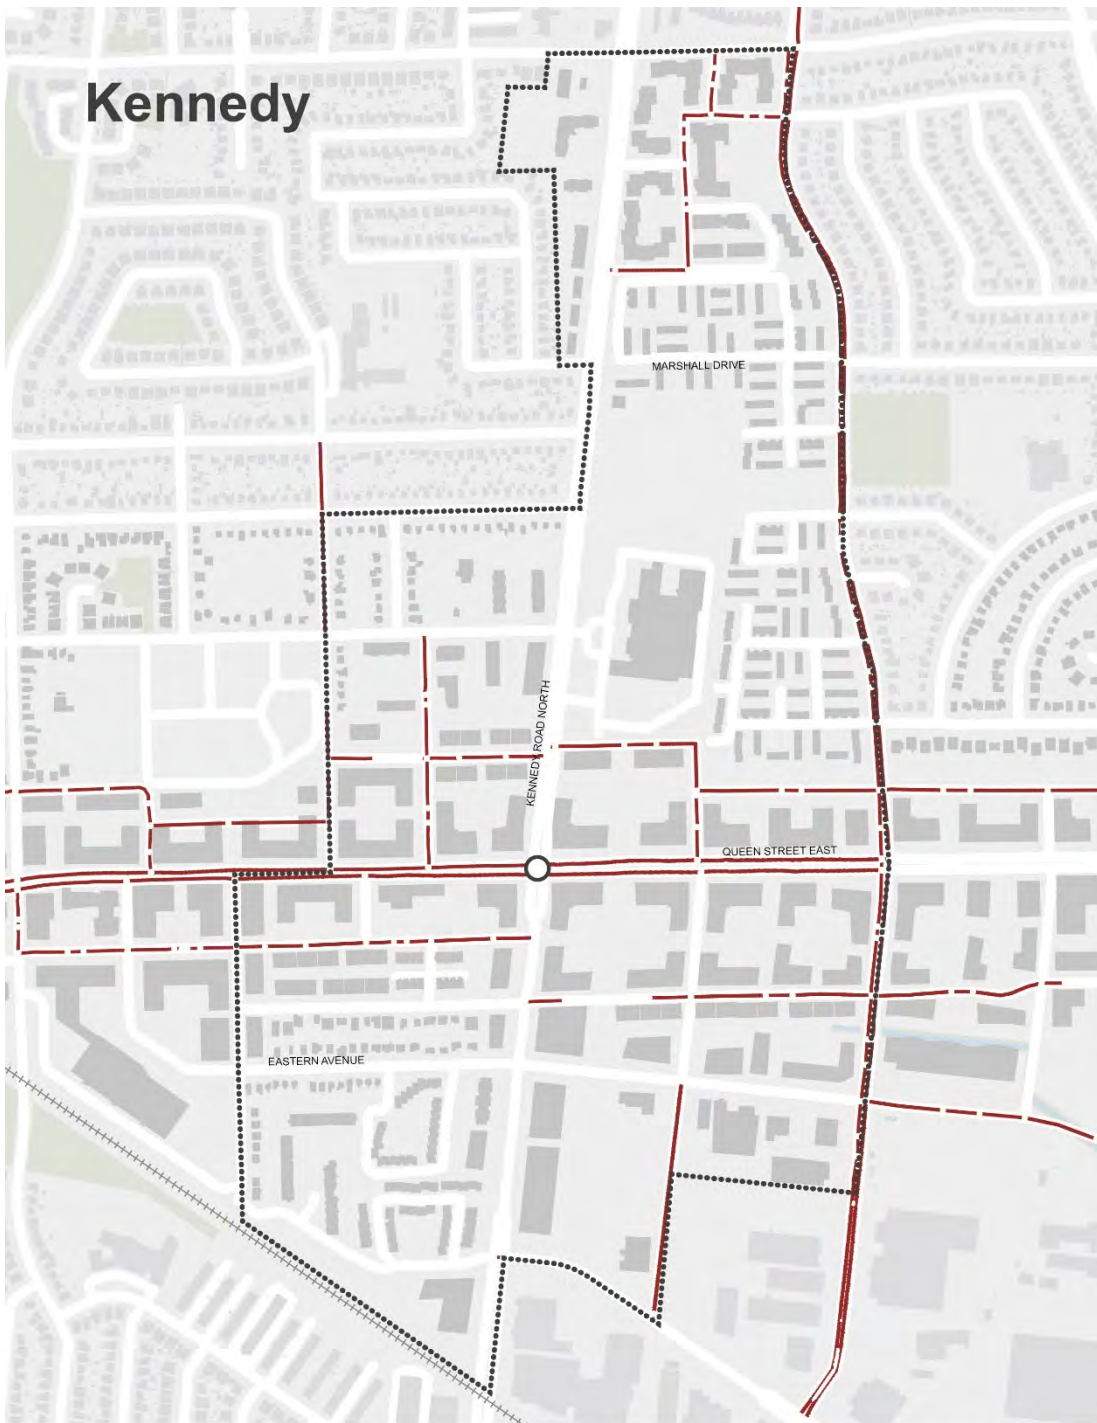 Kennedy
MARSHALL DRIVE
KENNEDY ROAD NORTH
QUEEN STREET EAST
EASTERN AVENUE